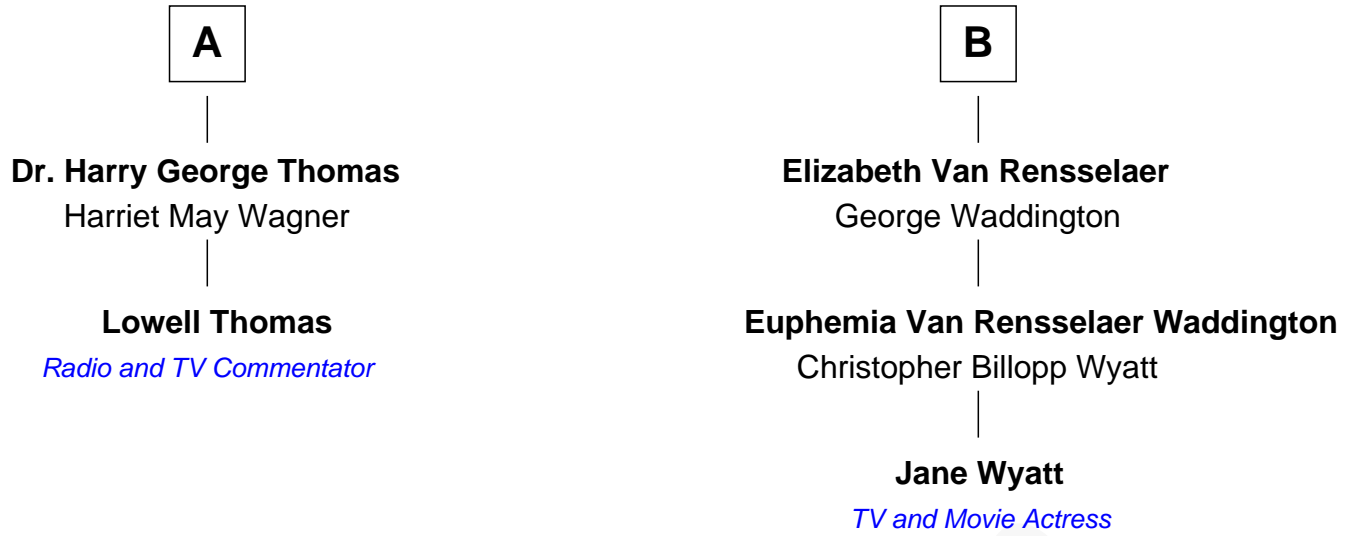 A
Dr. Harry George Thomas
Harriet May Wagner
Lowell Thomas
Radio and TV Commentator
B
Elizabeth Van Rensselaer
George Waddington
Euphemia Van Rensselaer Waddington
Christopher Billopp Wyatt
Jane Wyatt
TV and Movie Actress